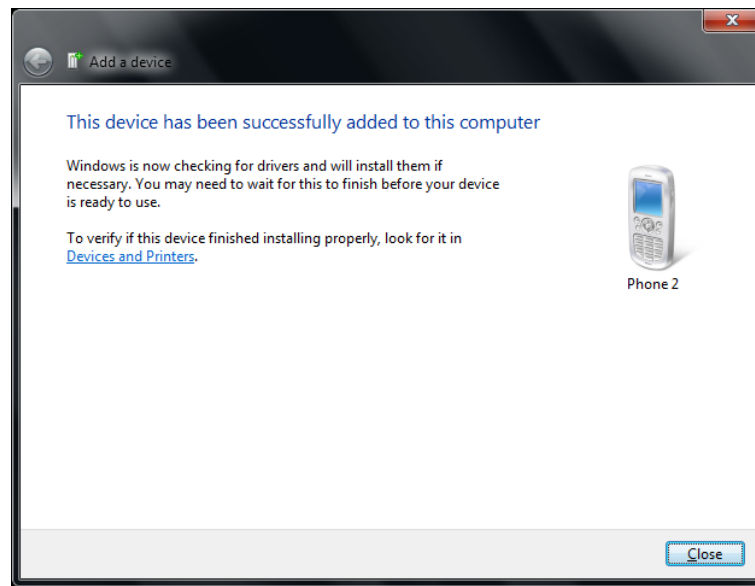 Add a device
This device has been successfully added to this computer
Windows is now checking for drivers and will install them if
necessary. You may need to wait for this to finish before your device
is ready to use.
To verify if this device finished installing properly, look for it in
Devices and Printers.
Phone 2
Close